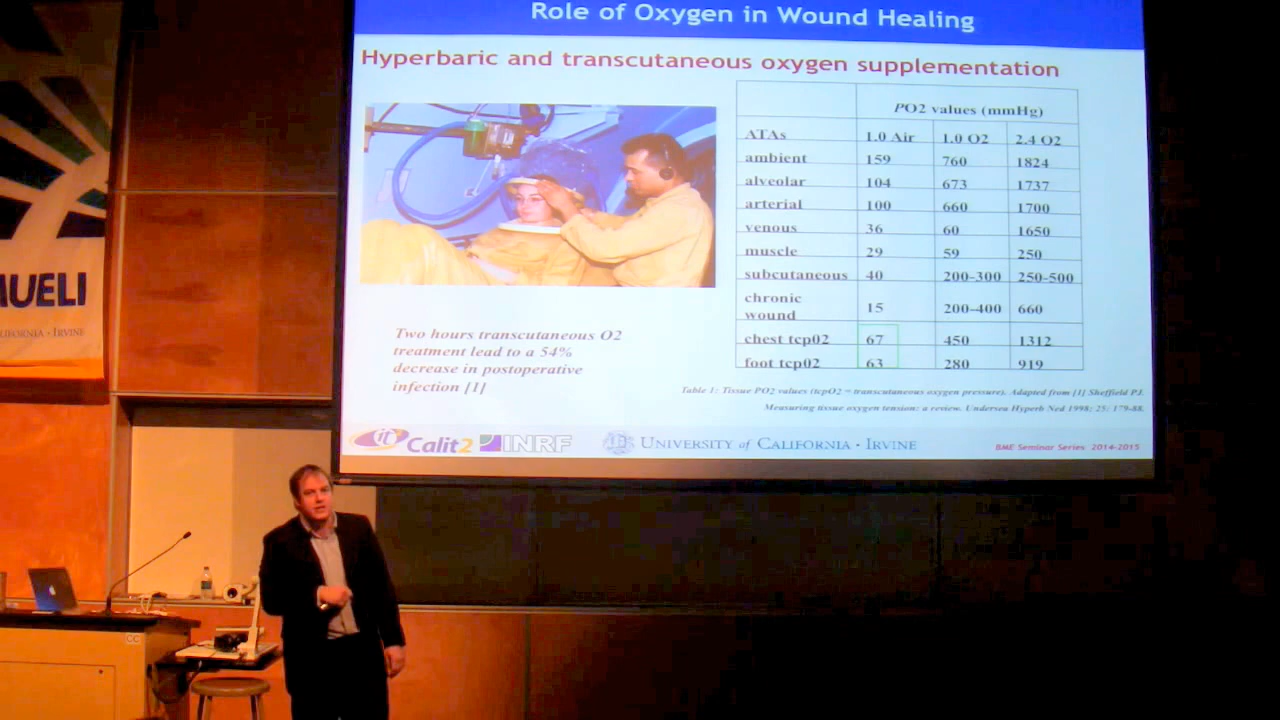 Role of Oxygen in Wound Healing
Hyperbaric and transcutaneous oxygen supplementation
PO2 values (mmHg)
ATAs 1.0 Air 1.0 O2 2.4 O2
ambient 159 760 1824
alveolar 104 673 1737
arterial 100 660 1700
venous 36 60 1650
muscle 29 59 250
subcutaneous 40 200-300 250-500
chronic
wound 15 200-400 660
chest tcp02 67 450 1312
foot tcp02 63 280 919
Two hours transcutaneous O2
treatment lead to a 54%
decrease in postoperative
infection [1]
Table 1: Tissue PO2 values (tcpO2 = transcutaneous oxygen pressure). Adapted from [1] Sheffield PJ.
Measuring tissue oxygen tension: a review. Undersea Hyperb Ned 1998; 25: 179-88.
it Calit2 INRF UNIVERSITY of CALIFORNIA · IRVINE
BME Seminar Series 2014-2015
MUELI
LIFORNIA · IRVINE
CC